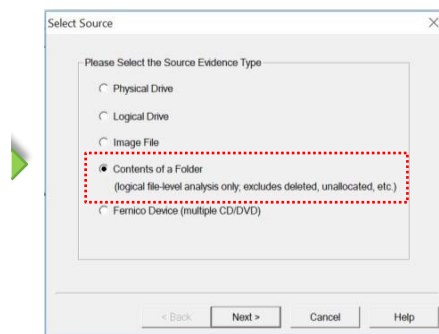 Select Source
Please Select the Source Evidence Type
Physical Drive
Logical Drive
Image File
Contents of a Folder
(logical file-level analysis only; excludes deleted, unallocated, etc.)
Fernico Device (multiple CD/DVD)
< Back Next > Cancel Help